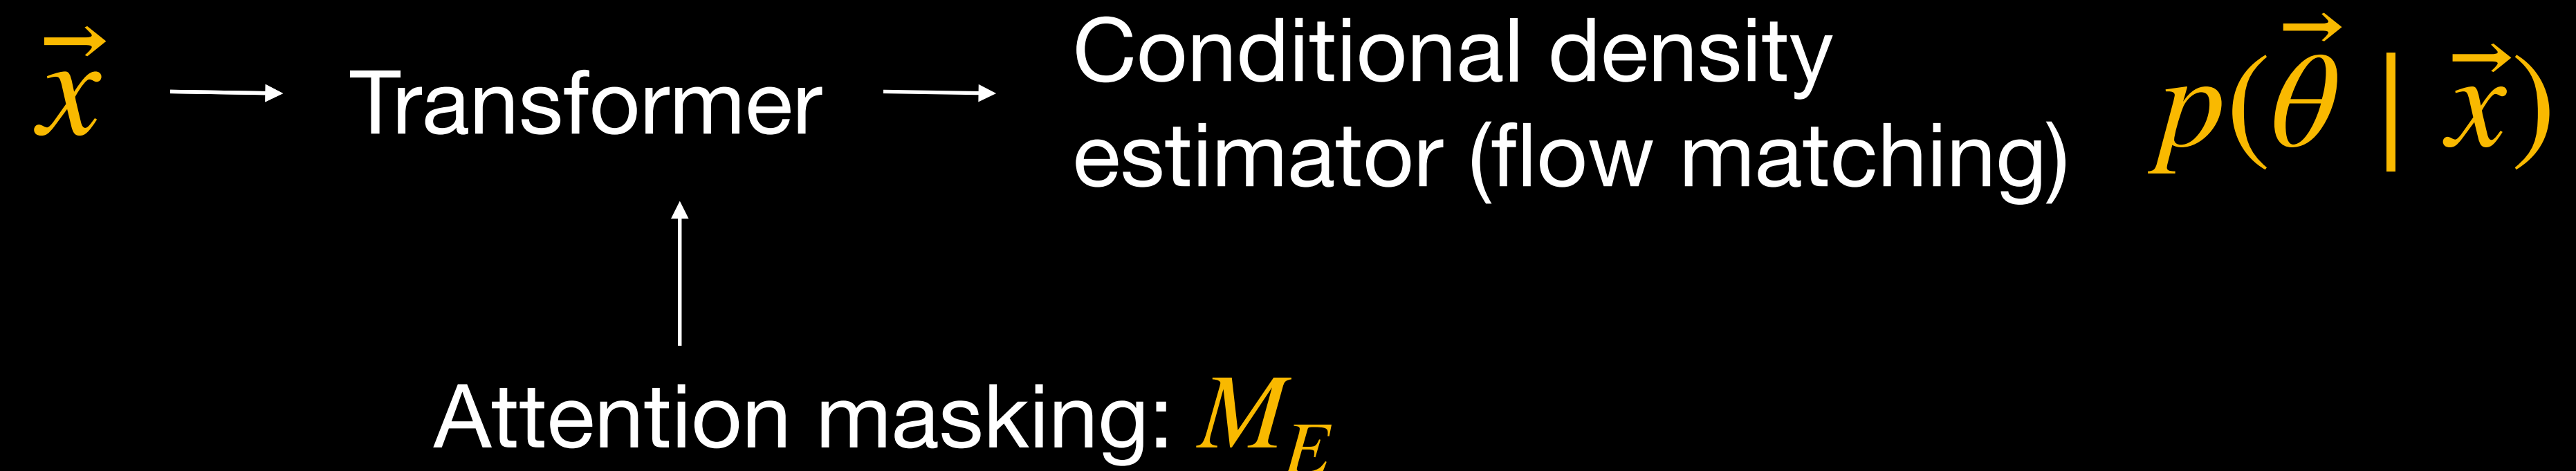 x⃗ → Transformer → Conditional density
estimator (flow matching) p(θ⃗ | x⃗)
Attention masking: M_E